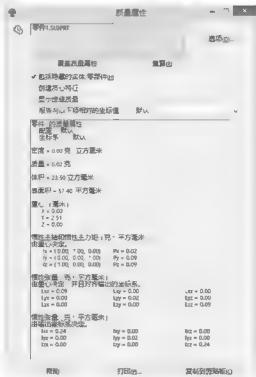 质量属性
零件1.SLDPRT
选项(O)...
覆盖质量属性
重算(R)
包括隐藏的实体/零部件(H)
创建质心特征
显示焊缝质量
报告与以下项相对的坐标值: 默认
零件 的质量属性
配置: 默认
坐标系: 默认
密度 = 0.00 克 / 立方毫米
质量 = 0.02 克
体积 = 23.50 立方毫米
表面积 = 57.40 平方毫米
重心: (毫米)
X = 0.00
Y = 2.51
Z = 0.00
惯性主轴和惯性主力矩: (克 * 平方毫米)
由重心决定。
Ix = (0.00, 1.00, 0.00) Px = 0.02
Py = 0.09
Iz = (1.00, 0.00, 0.00) Pz = 0.09
惯性张量: (克 * 平方毫米)
由重心决定,并且对齐输出的坐标系。
Lxx = 0.09 Lxy = 0.00 Lxz = 0.00
Lyx = 0.00 Lyy = 0.02 Lyz = 0.00
Lzx = 0.00 Lzy = 0.00 Lzz = 0.09
惯性张量: (克 * 平方毫米)
由输出座标系决定。
Ixx = 0.24 Ixy = 0.00 Ixz = 0.00
Iyx = 0.00 Iyy = 0.02 Iyz = 0.00
Izx = 0.00 Izy = 0.00 Izz = 0.24
帮助
打印(P)...
复制到剪贴板(C)